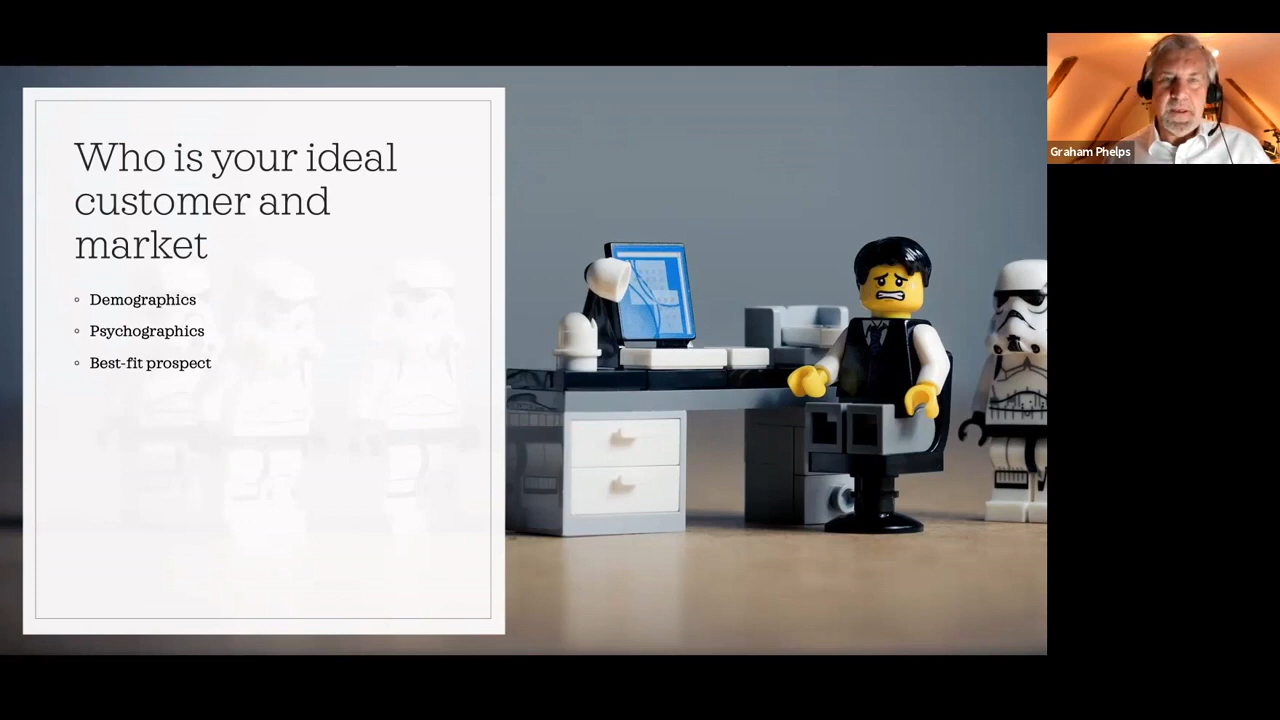 Who is your ideal
customer and
market
Demographics
Psychographics
Best-fit prospect
Graham Phelps